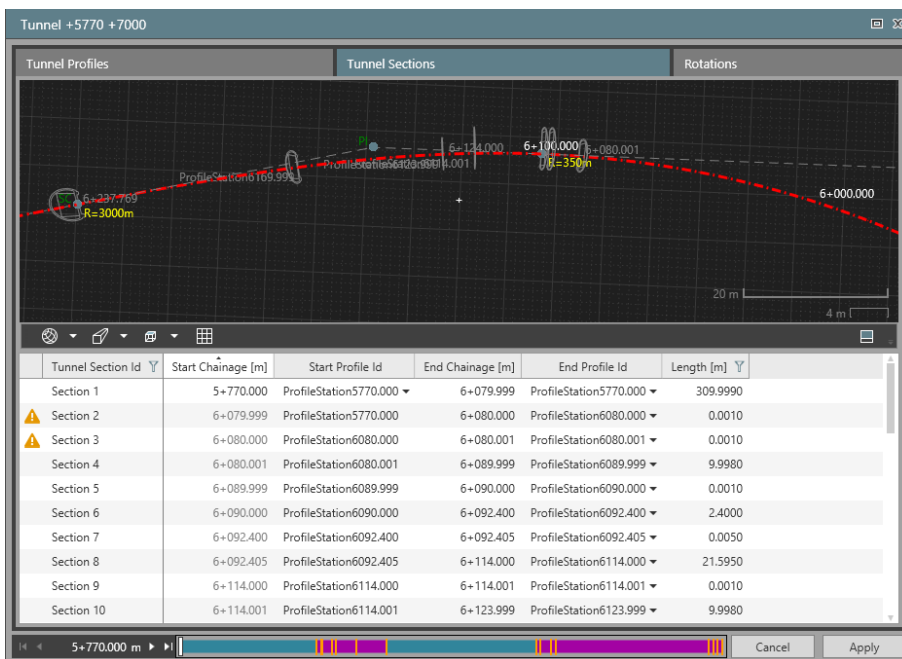 Tunnel +5770 +7000
Tunnel Profiles
Tunnel Sections
Rotations
PI
6+124.000
6+100.000
6+080.001
R=350m
ProfileStation6169.999
6+000.000
SC
6+237.769
R=3000m
20 m
4 m
Tunnel Section Id Start Chainage [m] Start Profile Id End Chainage [m] End Profile Id Length [m]
Section 1 5+770.000 ProfileStation5770.000 6+079.999 ProfileStation5770.000 309.9990
Section 2 6+079.999 ProfileStation5770.000 6+080.000 ProfileStation6080.000 0.0010
Section 3 6+080.000 ProfileStation6080.000 6+080.001 ProfileStation6080.001 0.0010
Section 4 6+080.001 ProfileStation6080.001 6+089.999 ProfileStation6089.999 9.9980
Section 5 6+089.999 ProfileStation6089.999 6+090.000 ProfileStation6090.000 0.0010
Section 6 6+090.000 ProfileStation6090.000 6+092.400 ProfileStation6092.400 2.4000
Section 7 6+092.400 ProfileStation6092.400 6+092.405 ProfileStation6092.405 0.0050
Section 8 6+092.405 ProfileStation6092.405 6+114.000 ProfileStation6114.000 21.5950
Section 9 6+114.000 ProfileStation6114.000 6+114.001 ProfileStation6114.001 0.0010
Section 10 6+114.001 ProfileStation6114.001 6+123.999 ProfileStation6123.999 9.9980
5+770.000 m
Cancel
Apply